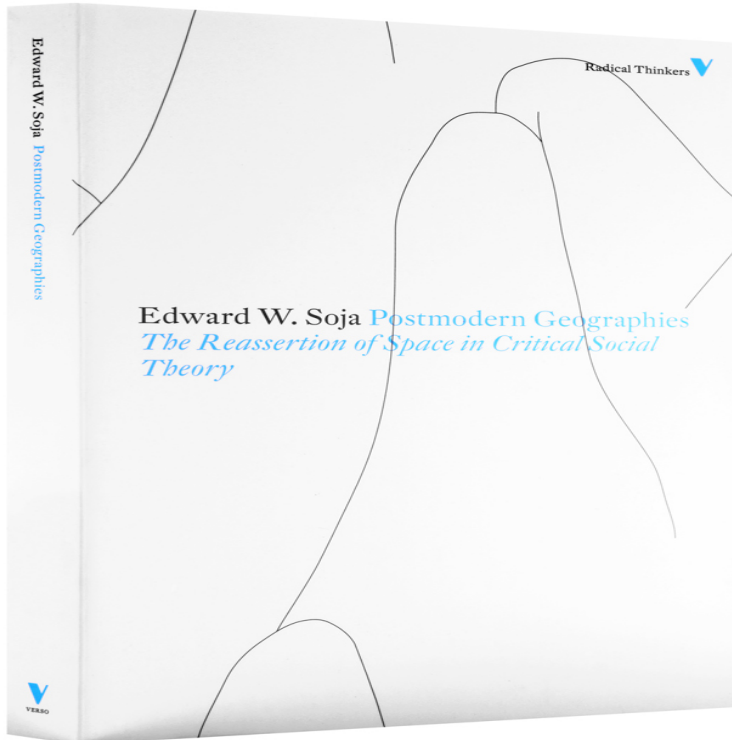 Edward W. Soja Postmodern Geographies
VERSO
Radical Thinkers
Edward W. Soja Postmodern Geographies
The Reassertion of Space in Critical Social
Theory